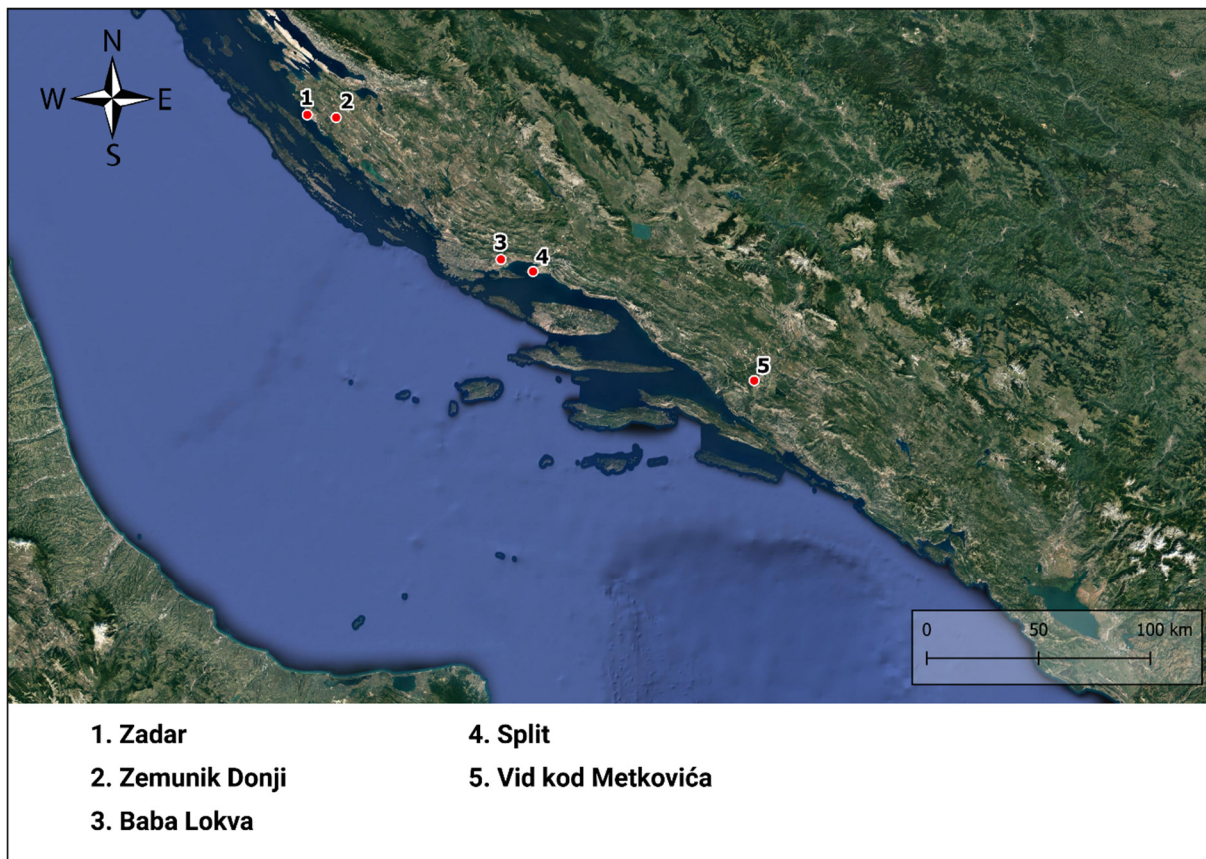 N
W E
S
1 2
3 4
5
0 50 100 km
1. Zadar
2. Zemunik Donji
3. Baba Lokva
4. Split
5. Vid kod Metkovića